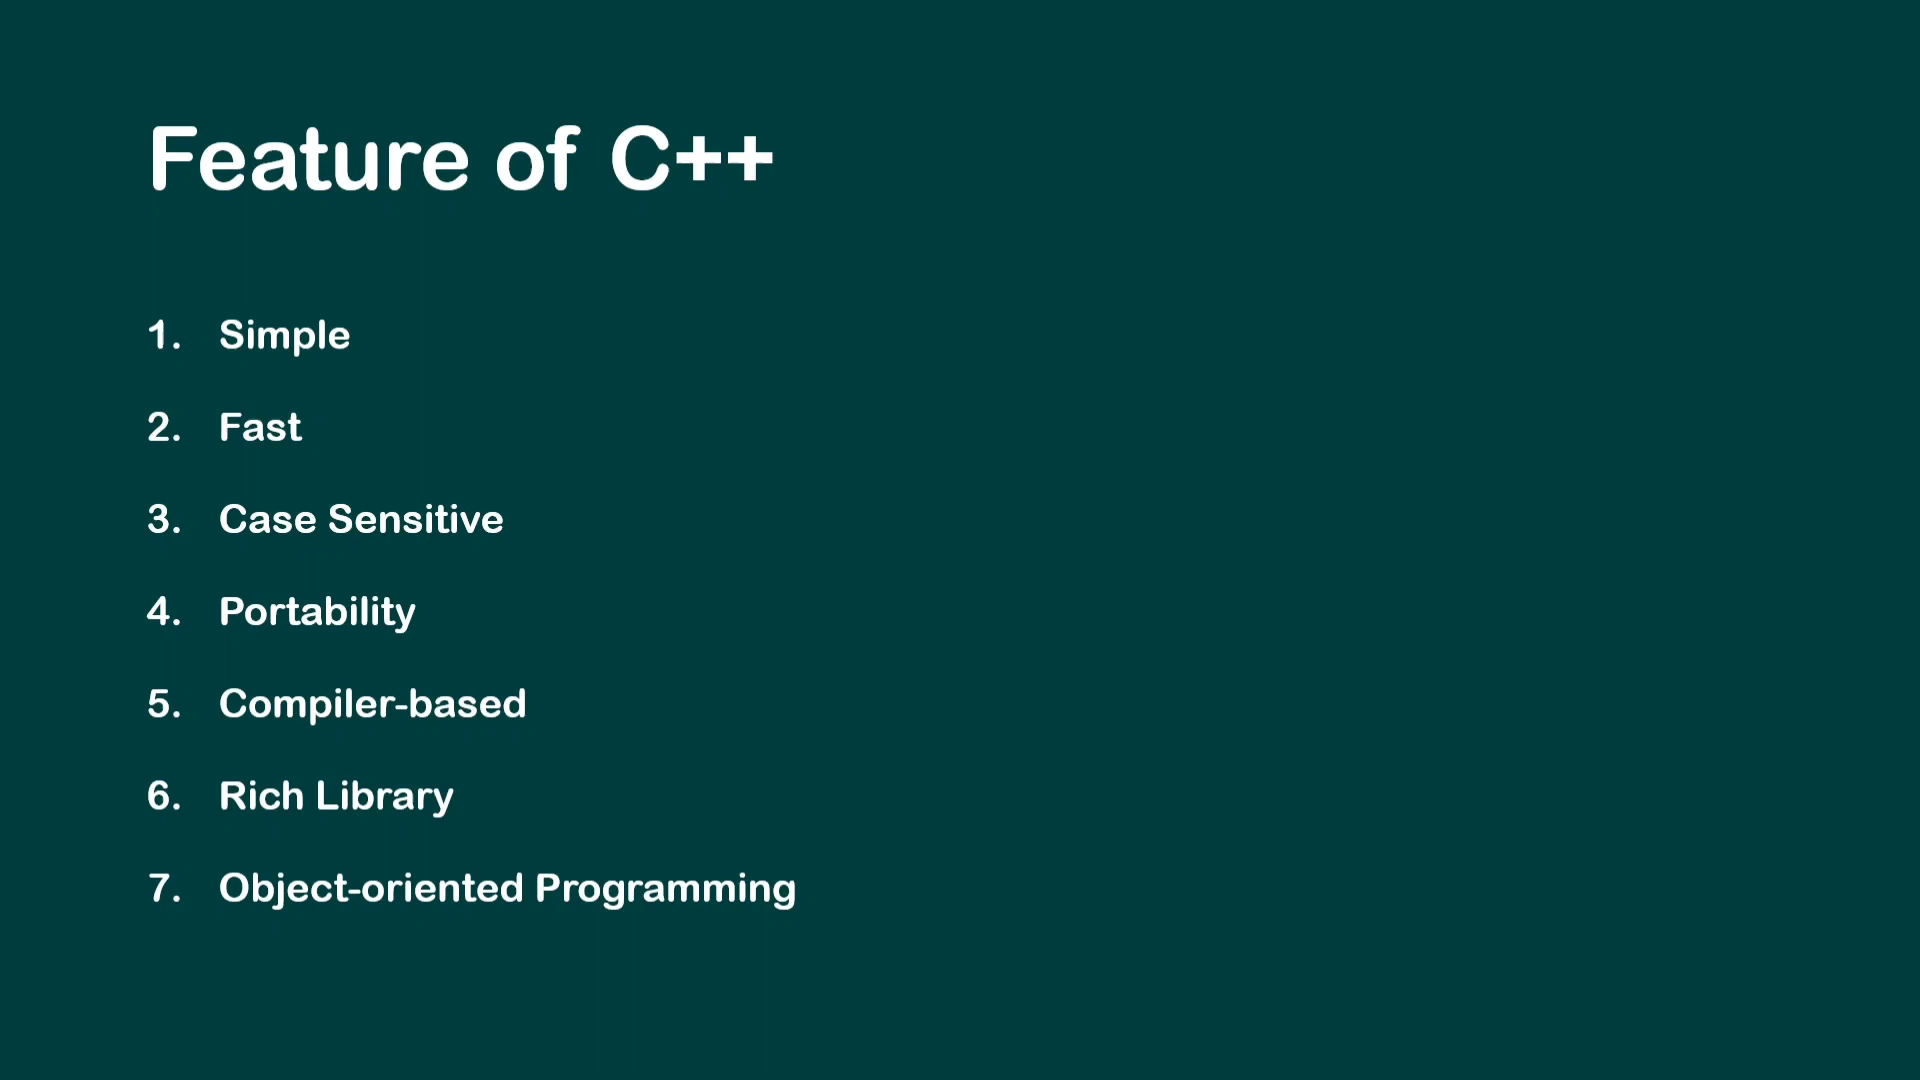 Feature of C++
1. Simple
2. Fast
3. Case Sensitive
4. Portability
5. Compiler-based
6. Rich Library
7. Object-oriented Programming